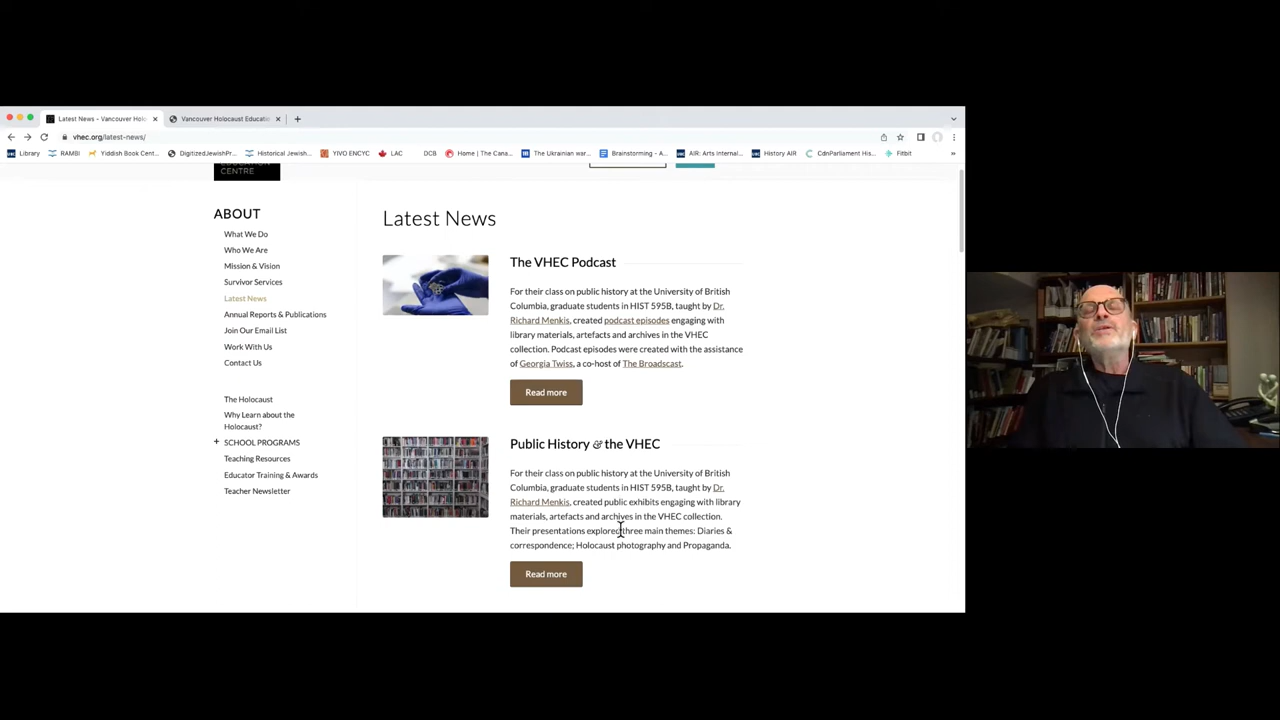 Latest News – Vancouver Holo
Vancouver Holocaust Educatio
vhec.org/latest-news/
Library
RAMBI
Yiddish Book Cent...
DigitizedJewishPr...
Historical Jewish...
YIVO ENCYC
LAC
DCB
Home | The Cana...
The Ukrainian war...
Brainstorming - A...
AIR: Arts Internal...
History AIR
CdnParliament His...
Fitbit
CENTRE
ABOUT
What We Do
Who We Are
Mission & Vision
Survivor Services
Latest News
Annual Reports & Publications
Join Our Email List
Work With Us
Contact Us
The Holocaust
Why Learn about the
Holocaust?
SCHOOL PROGRAMS
Teaching Resources
Educator Training & Awards
Teacher Newsletter
Latest News
The VHEC Podcast
For their class on public history at the University of British
Columbia, graduate students in HIST 595B, taught by Dr.
Richard Menkis, created podcast episodes engaging with
library materials, artefacts and archives in the VHEC
collection. Podcast episodes were created with the assistance
of Georgia Twiss, a co-host of The Broadscast.
Read more
Public History & the VHEC
For their class on public history at the University of British
Columbia, graduate students in HIST 595B, taught by Dr.
Richard Menkis, created public exhibits engaging with library
materials, artefacts and archives in the VHEC collection.
Their presentations explored three main themes: Diaries &
correspondence; Holocaust photography and Propaganda.
Read more